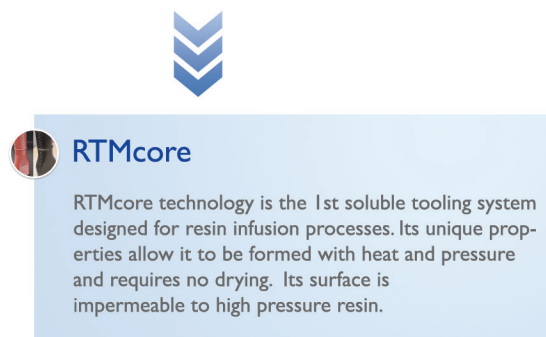 RTMcore
RTMcore technology is the 1st soluble tooling system
designed for resin infusion processes. Its unique prop-
erties allow it to be formed with heat and pressure
and requires no drying.  Its surface is
impermeable to high pressure resin.